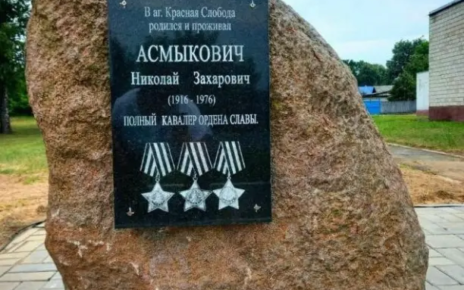 В аг. Красная Слобода
родился и проживал
АСМЫКОВИЧ
Николай Захарович
(1916 - 1976)
ПОЛНЫЙ КАВАЛЕР ОРДЕНА СЛАВЫ.